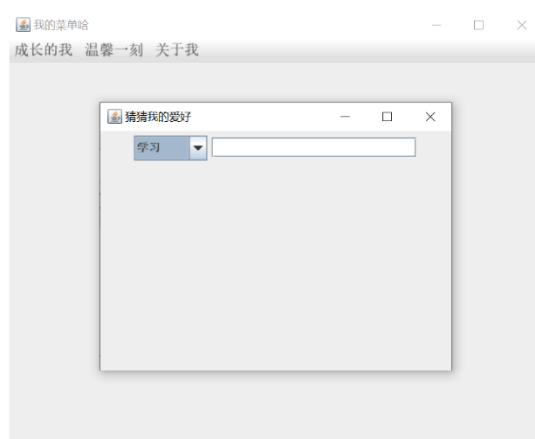 我的菜单哈
成长的我 温馨一刻 关于我
猜猜我的爱好
学习